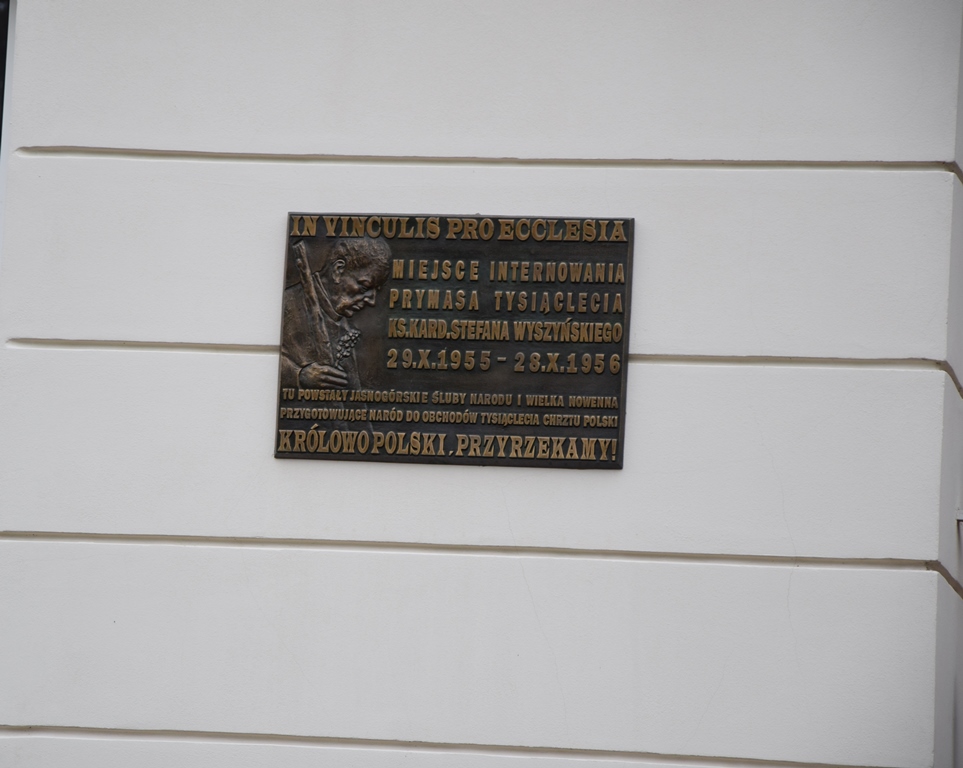 IN VINCULIS PRO ECCLESIA
MIEJSCE INTERNOWANIA
PRYMASA TYSIĄCLECIA
KS.KARD.STEFANA WYSZYŃSKIEGO
29.X.1955 - 28.X.1956
TU POWSTAŁY JASNOGÓRSKIE ŚLUBY NARODU I WIELKA NOWENNA
PRZYGOTOWUJĄCE NARÓD DO OBCHODÓW TYSIĄCLECIA CHRZTU POLSKI
KRÓLOWO POLSKI, PRZYRZEKAMY!